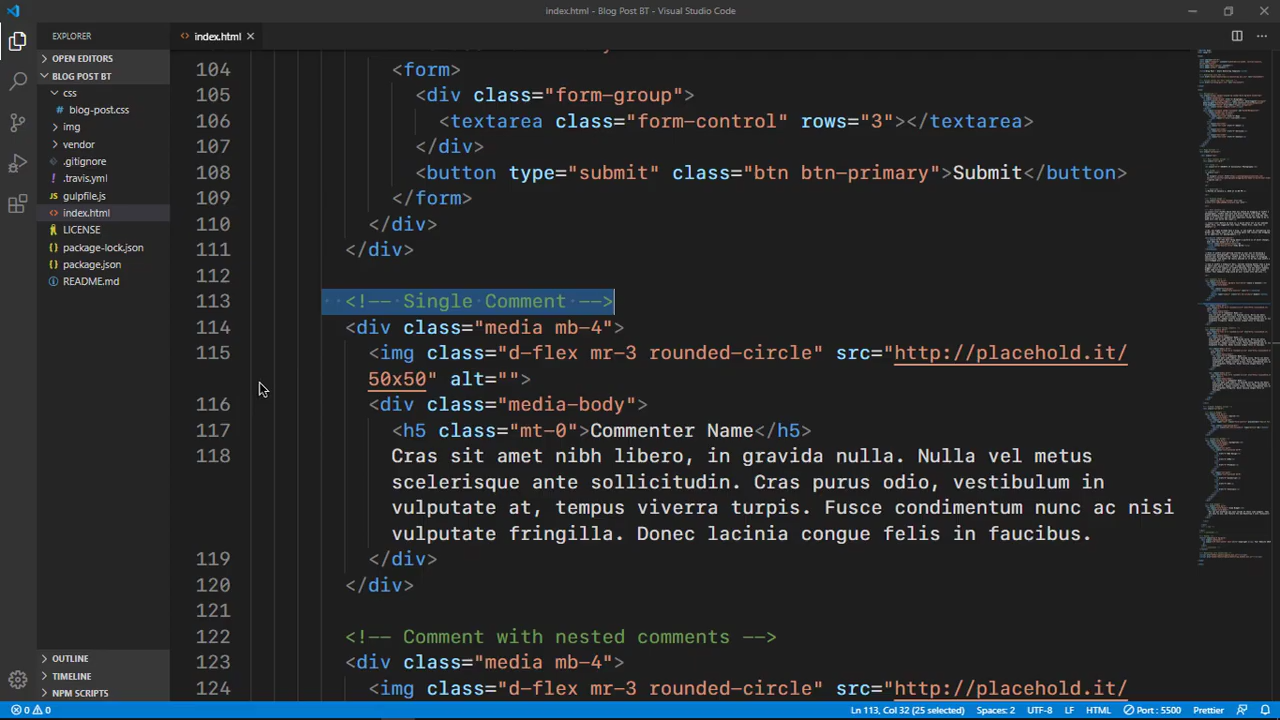 index.html - Blog Post BT - Visual Studio Code
EXPLORER
index.html
OPEN EDITORS
BLOG POST BT
css
blog-post.css
img
vendor
.gitignore
.travis.yml
gulpfile.js
index.html
LICENSE
package-lock.json
package.json
README.md
OUTLINE
TIMELINE
NPM SCRIPTS
104 <form>
105 <div class="form-group">
106 <textarea class="form-control" rows="3"></textarea>
107 </div>
108 <button type="submit" class="btn btn-primary">Submit</button>
109 </form>
110 </div>
111 </div>
112
113 <!-- Single Comment -->
114 <div class="media mb-4">
115 <img class="d-flex mr-3 rounded-circle" src="http://placehold.it/
50x50" alt="">
116 <div class="media-body">
117 <h5 class="mt-0">Commenter Name</h5>
118 Cras sit amet nibh libero, in gravida nulla. Nulla vel metus
scelerisque ante sollicitudin. Cras purus odio, vestibulum in
vulputate at, tempus viverra turpis. Fusce condimentum nunc ac nisi
vulputate fringilla. Donec lacinia congue felis in faucibus.
119 </div>
120 </div>
121
122 <!-- Comment with nested comments -->
123 <div class="media mb-4">
124 <img class="d-flex mr-3 rounded-circle" src="http://placehold.it/
0 0 Ln 113, Col 32 (25 selected) Spaces: 2 UTF-8 LF HTML Port : 5500 Prettier